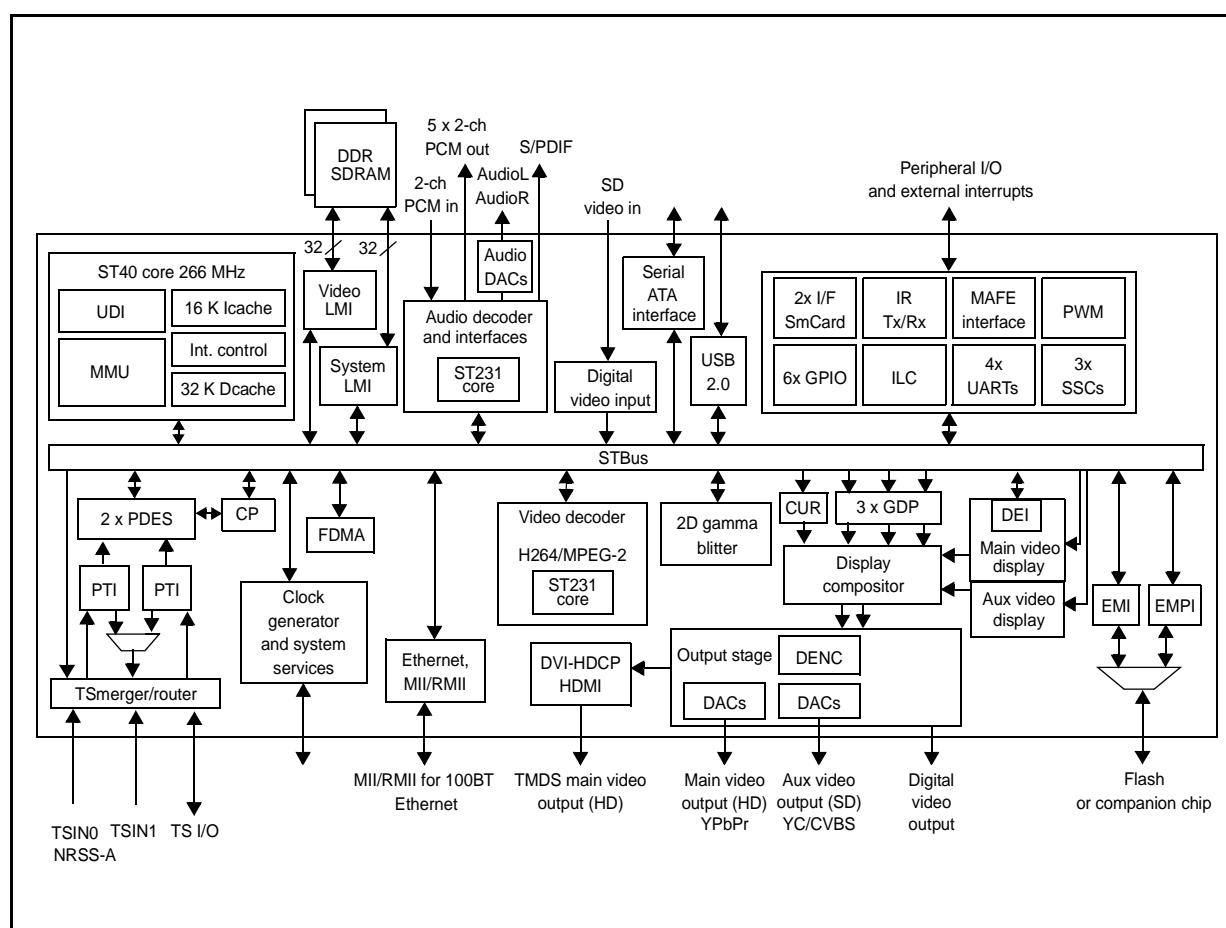 5 x 2-ch
PCM out
S/PDIF
DDR
SDRAM
AudioL
AudioR
2-ch
PCM in
SD
video in
Peripheral I/O
and external interrupts
32
32
ST40 core 266 MHz
UDI
16 K Icache
Int. control
MMU
32 K Dcache
Video
LMI
System
LMI
Audio
DACs
Audio decoder
and interfaces
ST231
core
Digital
video input
Serial
ATA
interface
USB
2.0
2x I/F
SmCard
IR
Tx/Rx
MAFE
interface
PWM
6x GPIO
ILC
4x
UARTs
3x
SSCs
STBus
2 x PDES
CP
PTI
PTI
TSmerger/router
FDMA
Clock
generator
and system
services
Ethernet,
MII/RMII
Video decoder
H264/MPEG-2
ST231
core
2D gamma
blitter
CUR
3 x GDP
DEI
Main video
display
Display
compositor
Aux video
display
EMI
EMPI
DVI-HDCP
HDMI
Output stage
DENC
DACs
DACs
TSIN0
NRSS-A
TSIN1
TS I/O
MII/RMII for 100BT
Ethernet
TMDS main video
output (HD)
Main video
output (HD)
YPbPr
Aux video
output (SD)
YC/CVBS
Digital
video
output
Flash
or companion chip